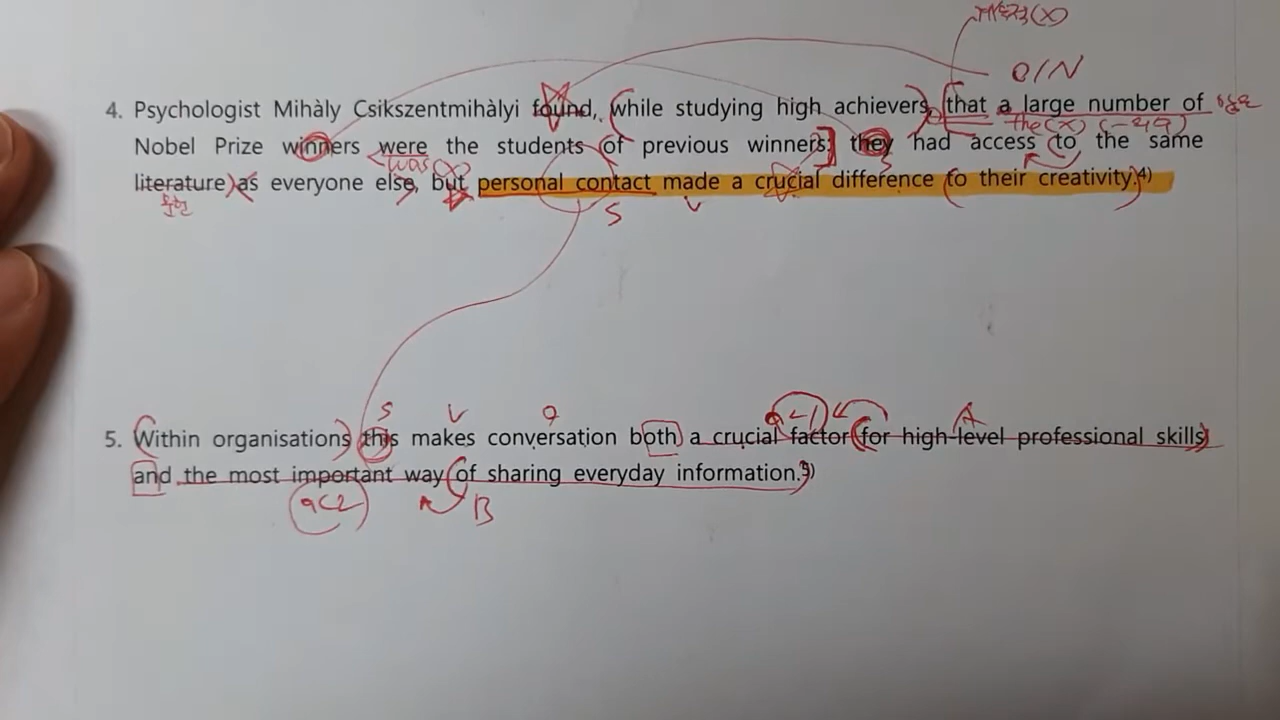 O/N
4. Psychologist Mihàly Csikszentmihàlyi found, while studying high achievers, that a large number of
the(x)
Nobel Prize winners were the students of previous winners: they had access to the same
was(x)
literature as everyone else, but personal contact made a crucial difference to their creativity.4)
S V
S V O A
5. Within organisations, this makes conversation both a crucial factor for high-level professional skills
and the most important way of sharing everyday information.5)
B